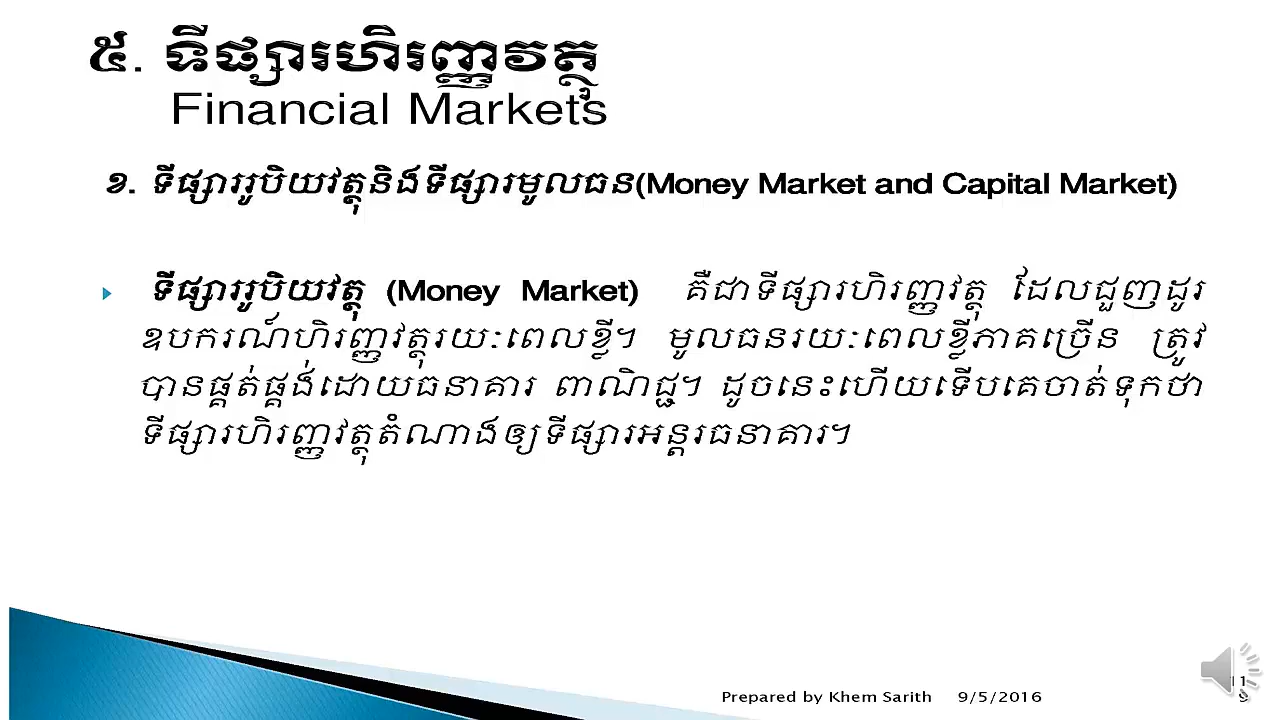 ៥. ទីផ្សារហិរញ្ញវត្ថុ
Financial Markets
ខ. ទីផ្សាររូបិយវត្ថុនិងទីផ្សារមូលធន(Money Market and Capital Market)
ទីផ្សាររូបិយវត្ថុ (Money Market) គឺជាទីផ្សារហិរញ្ញវត្ថុ ដែលជួញដូរ
ឧបករណ៍ហិរញ្ញវត្ថុរយៈពេលខ្លី។ មូលធនរយៈពេលខ្លីភាគច្រើន ត្រូវ
បានផ្គត់ផ្គង់ដោយធនាគារ ពាណិជ្ជ។ ដូចនេះហើយទើបគេចាត់ទុកថា
ទីផ្សារហិរញ្ញវត្ថុតំណាងឲ្យទីផ្សារអន្តរធនាគារ។
Prepared by Khem Sarith 9/5/2016